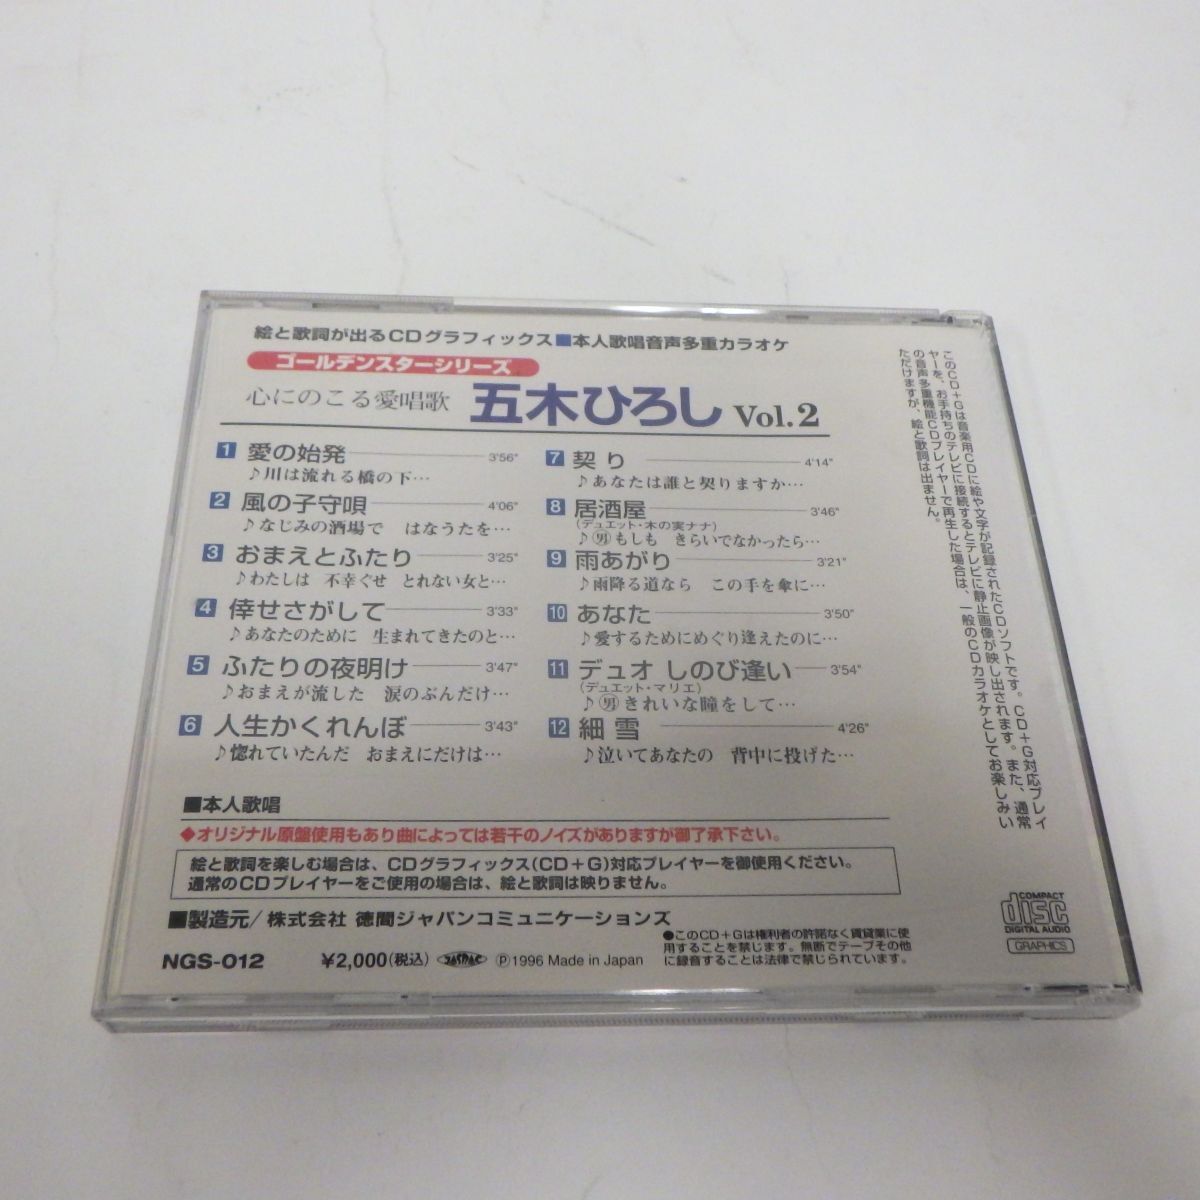 絵と歌詞が出るCDグラフィックス■本人歌唱音声多重カラオケ
ゴールデンスターシリーズ
心にのこる愛唱歌 五木ひろし Vol.2
1 愛の始発 3'56"
♪川は流れる橋の下…
2 風の子守唄 4'06"
♪なじみの酒場で はなうたを…
3 おまえとふたり 3'25"
♪わたしは 不幸ぐせ とれない女と…
4 倖せさがして 3'33"
♪あなたのために 生まれてきたのと…
5 ふたりの夜明け 3'47"
♪おまえが流した 涙のぶんだけ…
6 人生かくれんぼ 3'43"
♪惚れていたんだ おまえにだけは…
7 契り 4'14"
♪あなたは誰と契りますか…
8 居酒屋 3'46"
(デュエット・木の実ナナ)
♪男もしも きらいでなかったら…
9 雨あがり 3'21"
♪雨降る道なら この手を傘に…
10 あなた 3'50"
♪愛するためにめぐり逢えたのに…
11 デュオ しのび逢い 3'54"
(デュエット・マリエ)
♪男きれいな瞳をして…
12 細雪 4'26"
♪泣いてあなたの 背中に投げた…
このCD+Gは音楽用CDに絵や文字が記録されたCDソフトです。CD+G対応プレイ
ヤーを、お手持ちのテレビに接続するとテレビに静止画像が映し出されます。また、通常
の音声多重機能CDプレイヤーで再生した場合は、一般のCDカラオケとしてお楽しみい
ただけますが、絵と歌詞は出ません。
■本人歌唱
◆オリジナル原盤使用もあり曲によっては若干のノイズがありますが御了承下さい。
絵と歌詞を楽しむ場合は、CDグラフィックス(CD+G)対応プレイヤーを御使用ください。
通常のCDプレイヤーをご使用の場合は、絵と歌詞は映りません。
■製造元/株式会社 徳間ジャパンコミュニケーションズ
NGS-012 ¥2,000(税込) JASRAC Ⓟ1996 Made in Japan
●このCD+Gは権利者の許諾なく賃貸業に使
用することを禁じます。無断でテープその他
に録音することは法律で禁じられています。
COMPACT
disc
DIGITAL AUDIO
GRAPHICS